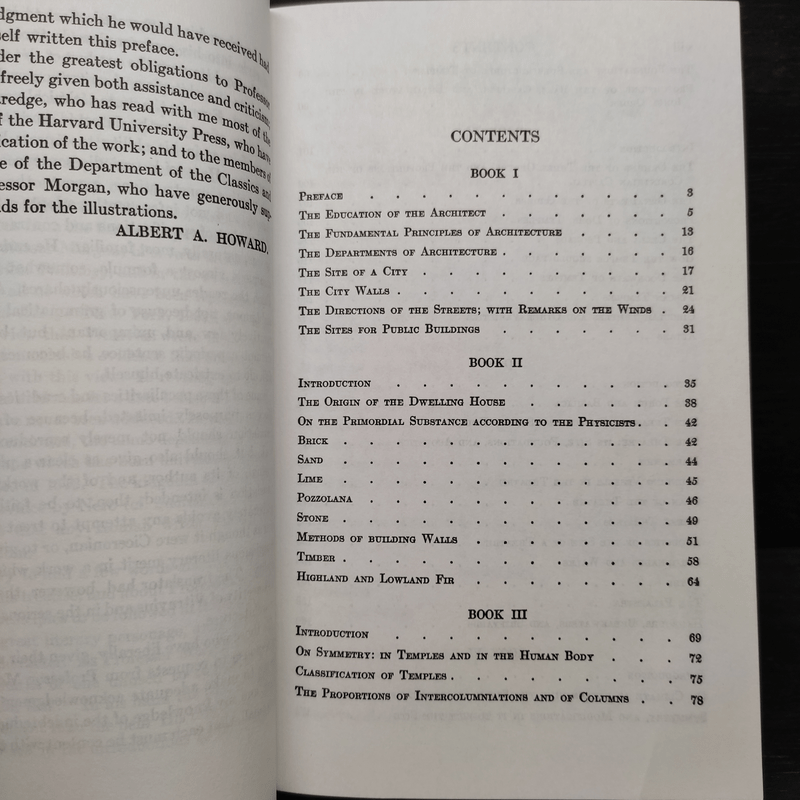 dgment which he would have received had
self written this preface.
der the greatest obligations to Professor
freely given both assistance and criticism;
redge, who has read with me most of the
f the Harvard University Press, who have
ication of the work; and to the members of
e of the Department of the Classics and
essor Morgan, who have generously sup-
ds for the illustrations.
ALBERT A. HOWARD.
CONTENTS
BOOK I
PREFACE . . . . . . . . . . . . 3
THE EDUCATION OF THE ARCHITECT . . . . . . . 5
THE FUNDAMENTAL PRINCIPLES OF ARCHITECTURE . . . . 13
THE DEPARTMENTS OF ARCHITECTURE . . . . . . . 16
THE SITE OF A CITY . . . . . . . . . . 17
THE CITY WALLS . . . . . . . . . . . 21
THE DIRECTIONS OF THE STREETS; WITH REMARKS ON THE WINDS . 24
THE SITES FOR PUBLIC BUILDINGS . . . . . . . 31
BOOK II
INTRODUCTION . . . . . . . . . . . 35
THE ORIGIN OF THE DWELLING HOUSE . . . . . . 38
ON THE PRIMORDIAL SUBSTANCE ACCORDING TO THE PHYSICISTS . . 42
BRICK . . . . . . . . . . . . . 42
SAND . . . . . . . . . . . . . 44
LIME . . . . . . . . . . . . . 45
POZZOLANA . . . . . . . . . . . . 46
STONE . . . . . . . . . . . . . 49
METHODS OF BUILDING WALLS . . . . . . . . 51
TIMBER . . . . . . . . . . . . . 58
HIGHLAND AND LOWLAND FIR . . . . . . . . 64
BOOK III
INTRODUCTION . . . . . . . . . . . 69
ON SYMMETRY: IN TEMPLES AND IN THE HUMAN BODY . . . 72
CLASSIFICATION OF TEMPLES . . . . . . . . . 75
THE PROPORTIONS OF INTERCOLUMNIATIONS AND OF COLUMNS . . 78